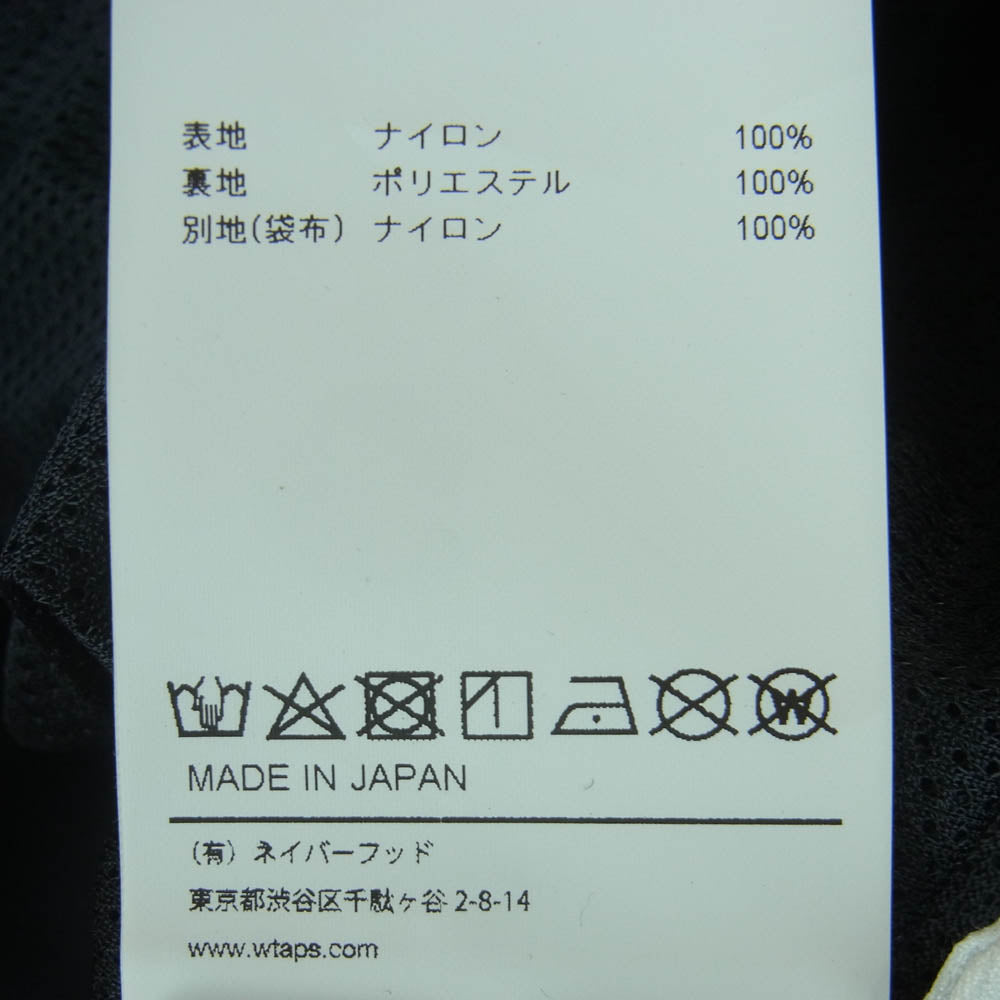 表地 ナイロン 100%
裏地 ポリエステル 100%
別地(袋布) ナイロン 100%
W
MADE IN JAPAN
(有) ネイバーフッド
東京都渋谷区千駄ヶ谷 2-8-14
www.wtaps.com